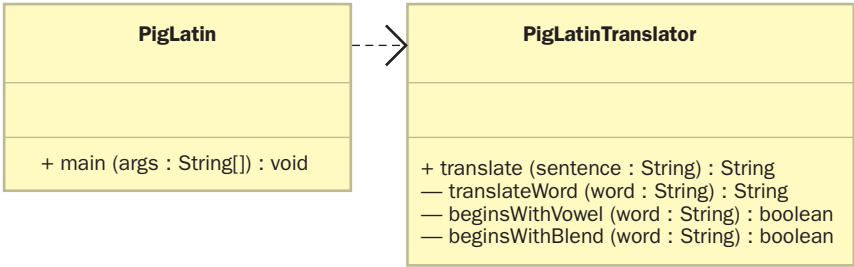 PigLatin
+ main (args : String[]) : void
PigLatinTranslator
+ translate (sentence : String) : String
— translateWord (word : String) : String
— beginsWithVowel (word : String) : boolean
— beginsWithBlend (word : String) : boolean